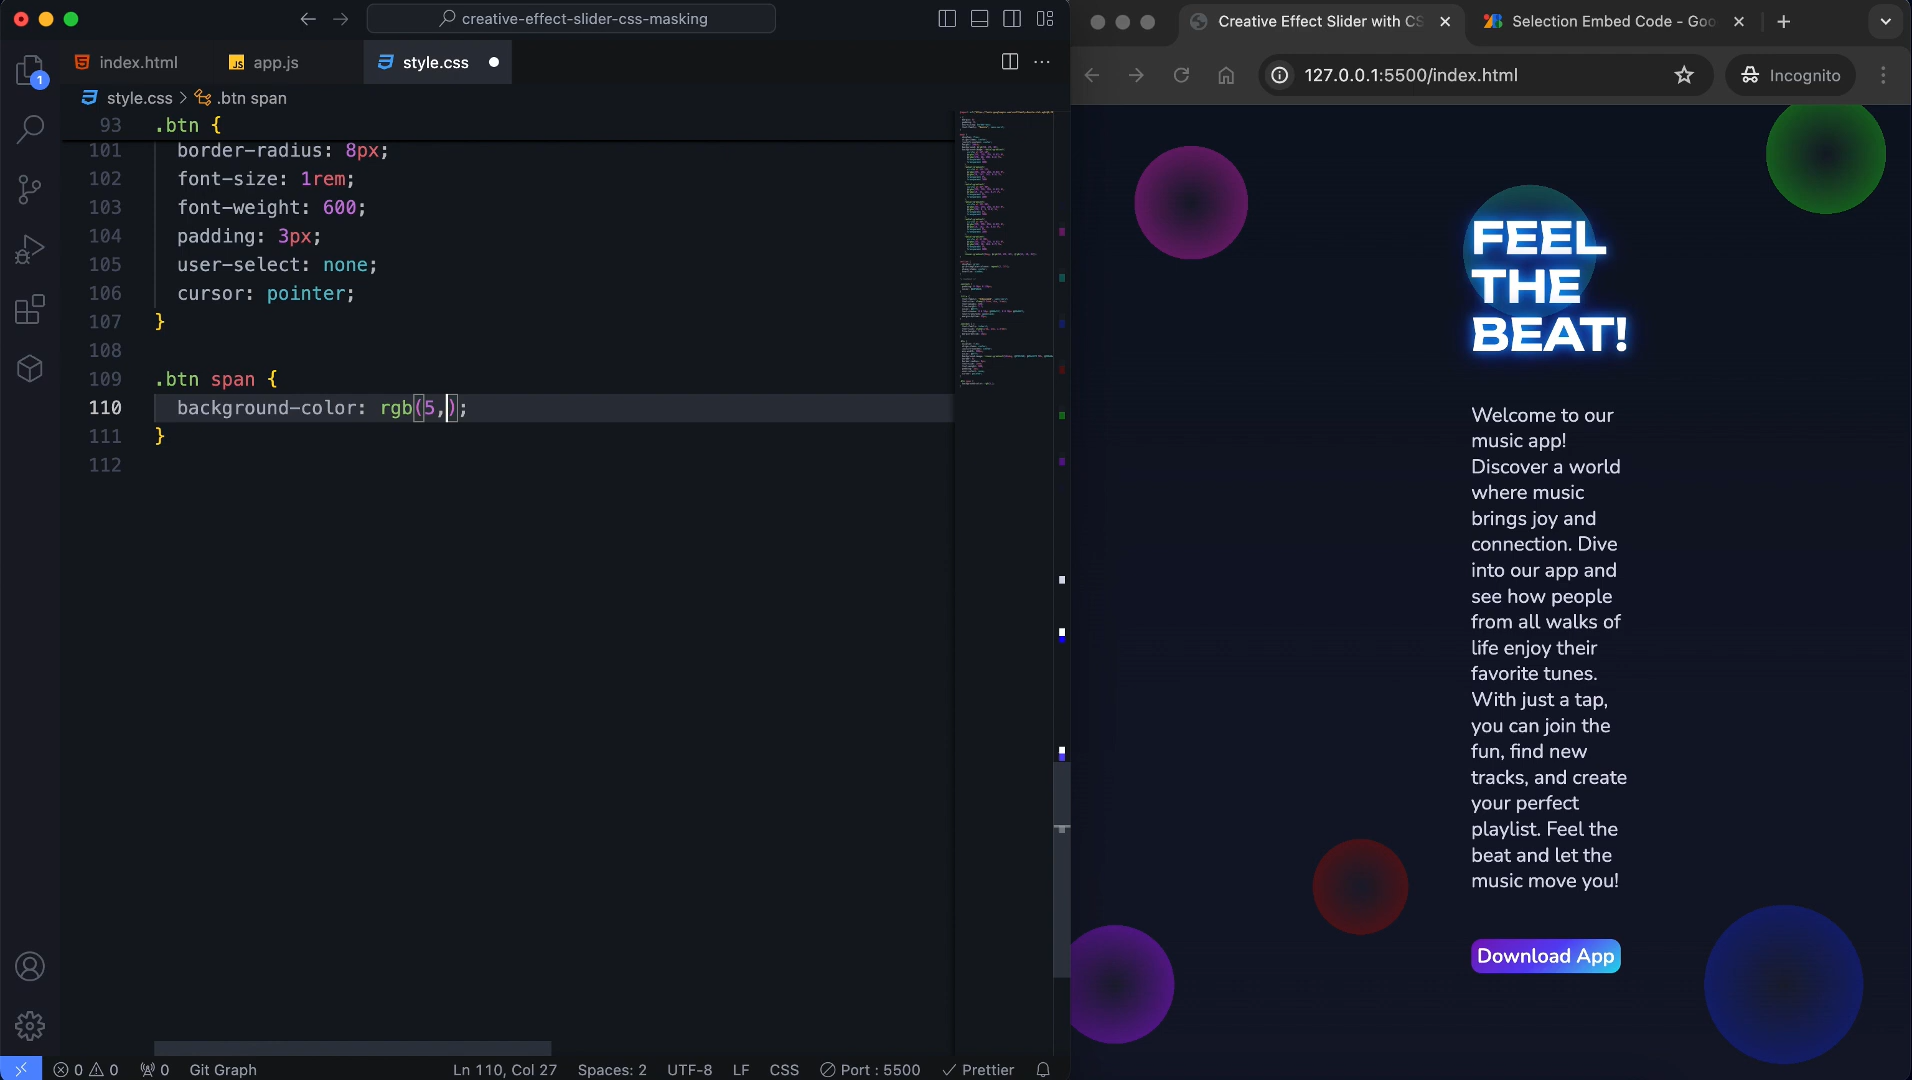 creative-effect-slider-css-masking
index.html
app.js
style.css
style.css > .btn span
93 .btn {
101 border-radius: 8px;
102 font-size: 1rem;
103 font-weight: 600;
104 padding: 3px;
105 user-select: none;
106 cursor: pointer;
107 }
108
109 .btn span {
110 background-color: rgb(5,);
111 }
112
1
0 0
0
Git Graph
Ln 110, Col 27
Spaces: 2
UTF-8
LF
CSS
Port : 5500
Prettier
Creative Effect Slider with CS
Selection Embed Code - Goo
127.0.0.1:5500/index.html
Incognito
FEEL
THE
BEAT!
Welcome to our
music app!
Discover a world
where music
brings joy and
connection. Dive
into our app and
see how people
from all walks of
life enjoy their
favorite tunes.
With just a tap,
you can join the
fun, find new
tracks, and create
your perfect
playlist. Feel the
beat and let the
music move you!
Download App